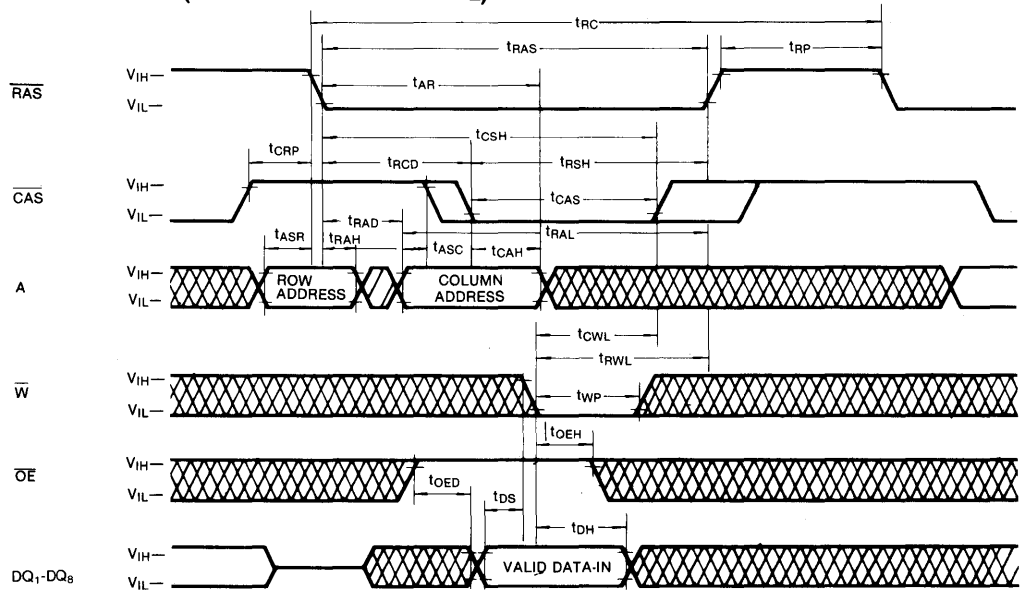 tRC
tRAS
tRP
tAR
RAS
VIH
VIL
tCSH
tCRP
tRCD
tRSH
CAS
VIH
VIL
tCAS
tRAD
tRAL
tASR
tRAH
tASC
tCAH
A
VIH
VIL
ROW
ADDRESS
COLUMN
ADDRESS
tCWL
tRWL
W
VIH
VIL
tWP
tOEH
OE
VIH
VIL
tOED
tDS
tDH
DQ1-DQ8
VIH
VIL
VALID DATA-IN